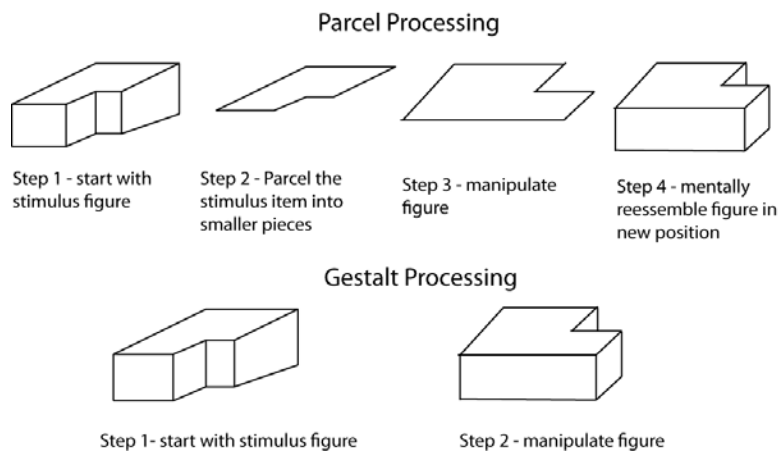 Parcel Processing
Step 1 - start with
stimulus figure
Step 2 - Parcel the
stimulus item into
smaller pieces
Step 3 - manipulate
figure
Step 4 - mentally
reessemble figure in
new position
Gestalt Processing
Step 1- start with stimulus figure
Step 2 - manipulate figure